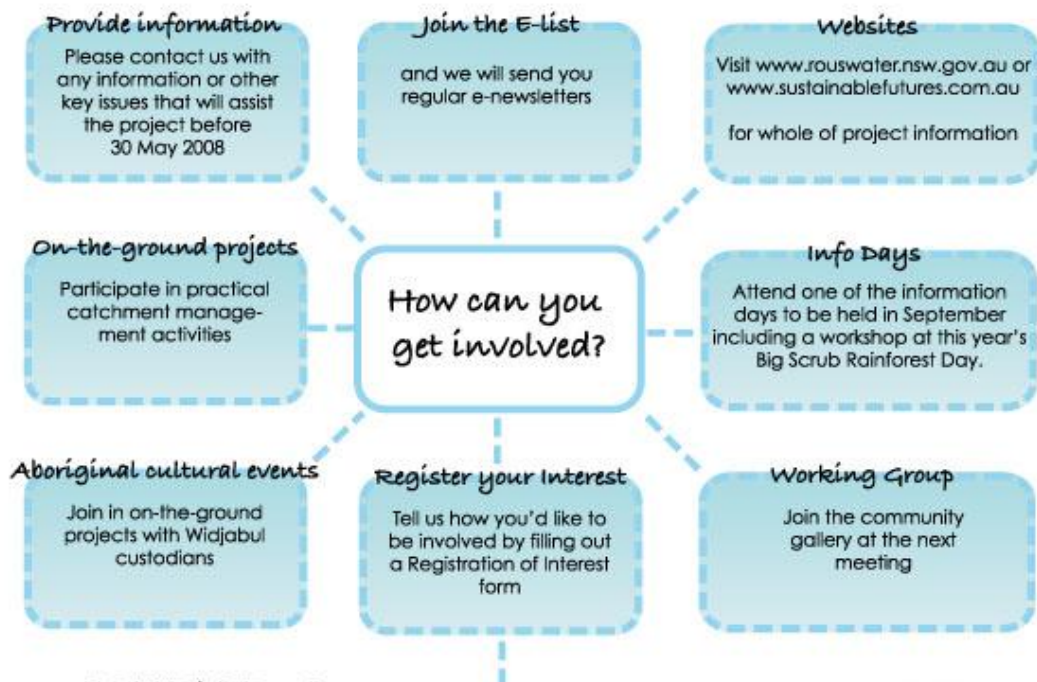 Provide information
Please contact us with
any information or other
key issues that will assist
the project before
30 May 2008
Join the E-list
and we will send you
regular e-newsletters
Websites
Visit www.rouswater.nsw.gov.au or
www.sustainablefutures.com.au
for whole of project information
On-the-ground projects
Participate in practical
catchment manage-
ment activities
How can you
get involved?
Info Days
Attend one of the information
days to be held in September
including a workshop at this year's
Big Scrub Rainforest Day.
Aboriginal cultural events
Join in on-the-ground
projects with Widjabul
custodians
Register your Interest
Tell us how you'd like to
be involved by filling out
a Registration of Interest
form
Working Group
Join the community
gallery at the next
meeting